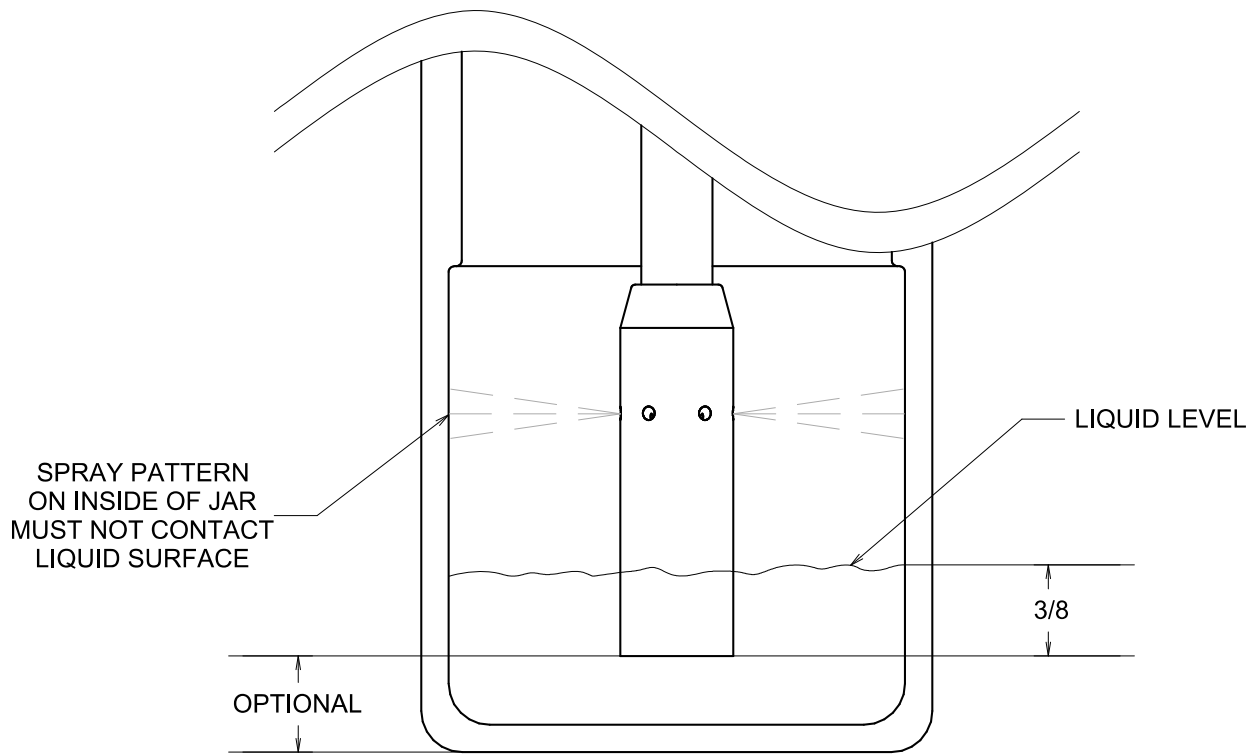 SPRAY PATTERN
ON INSIDE OF JAR
MUST NOT CONTACT
LIQUID SURFACE
LIQUID LEVEL
3/8
OPTIONAL